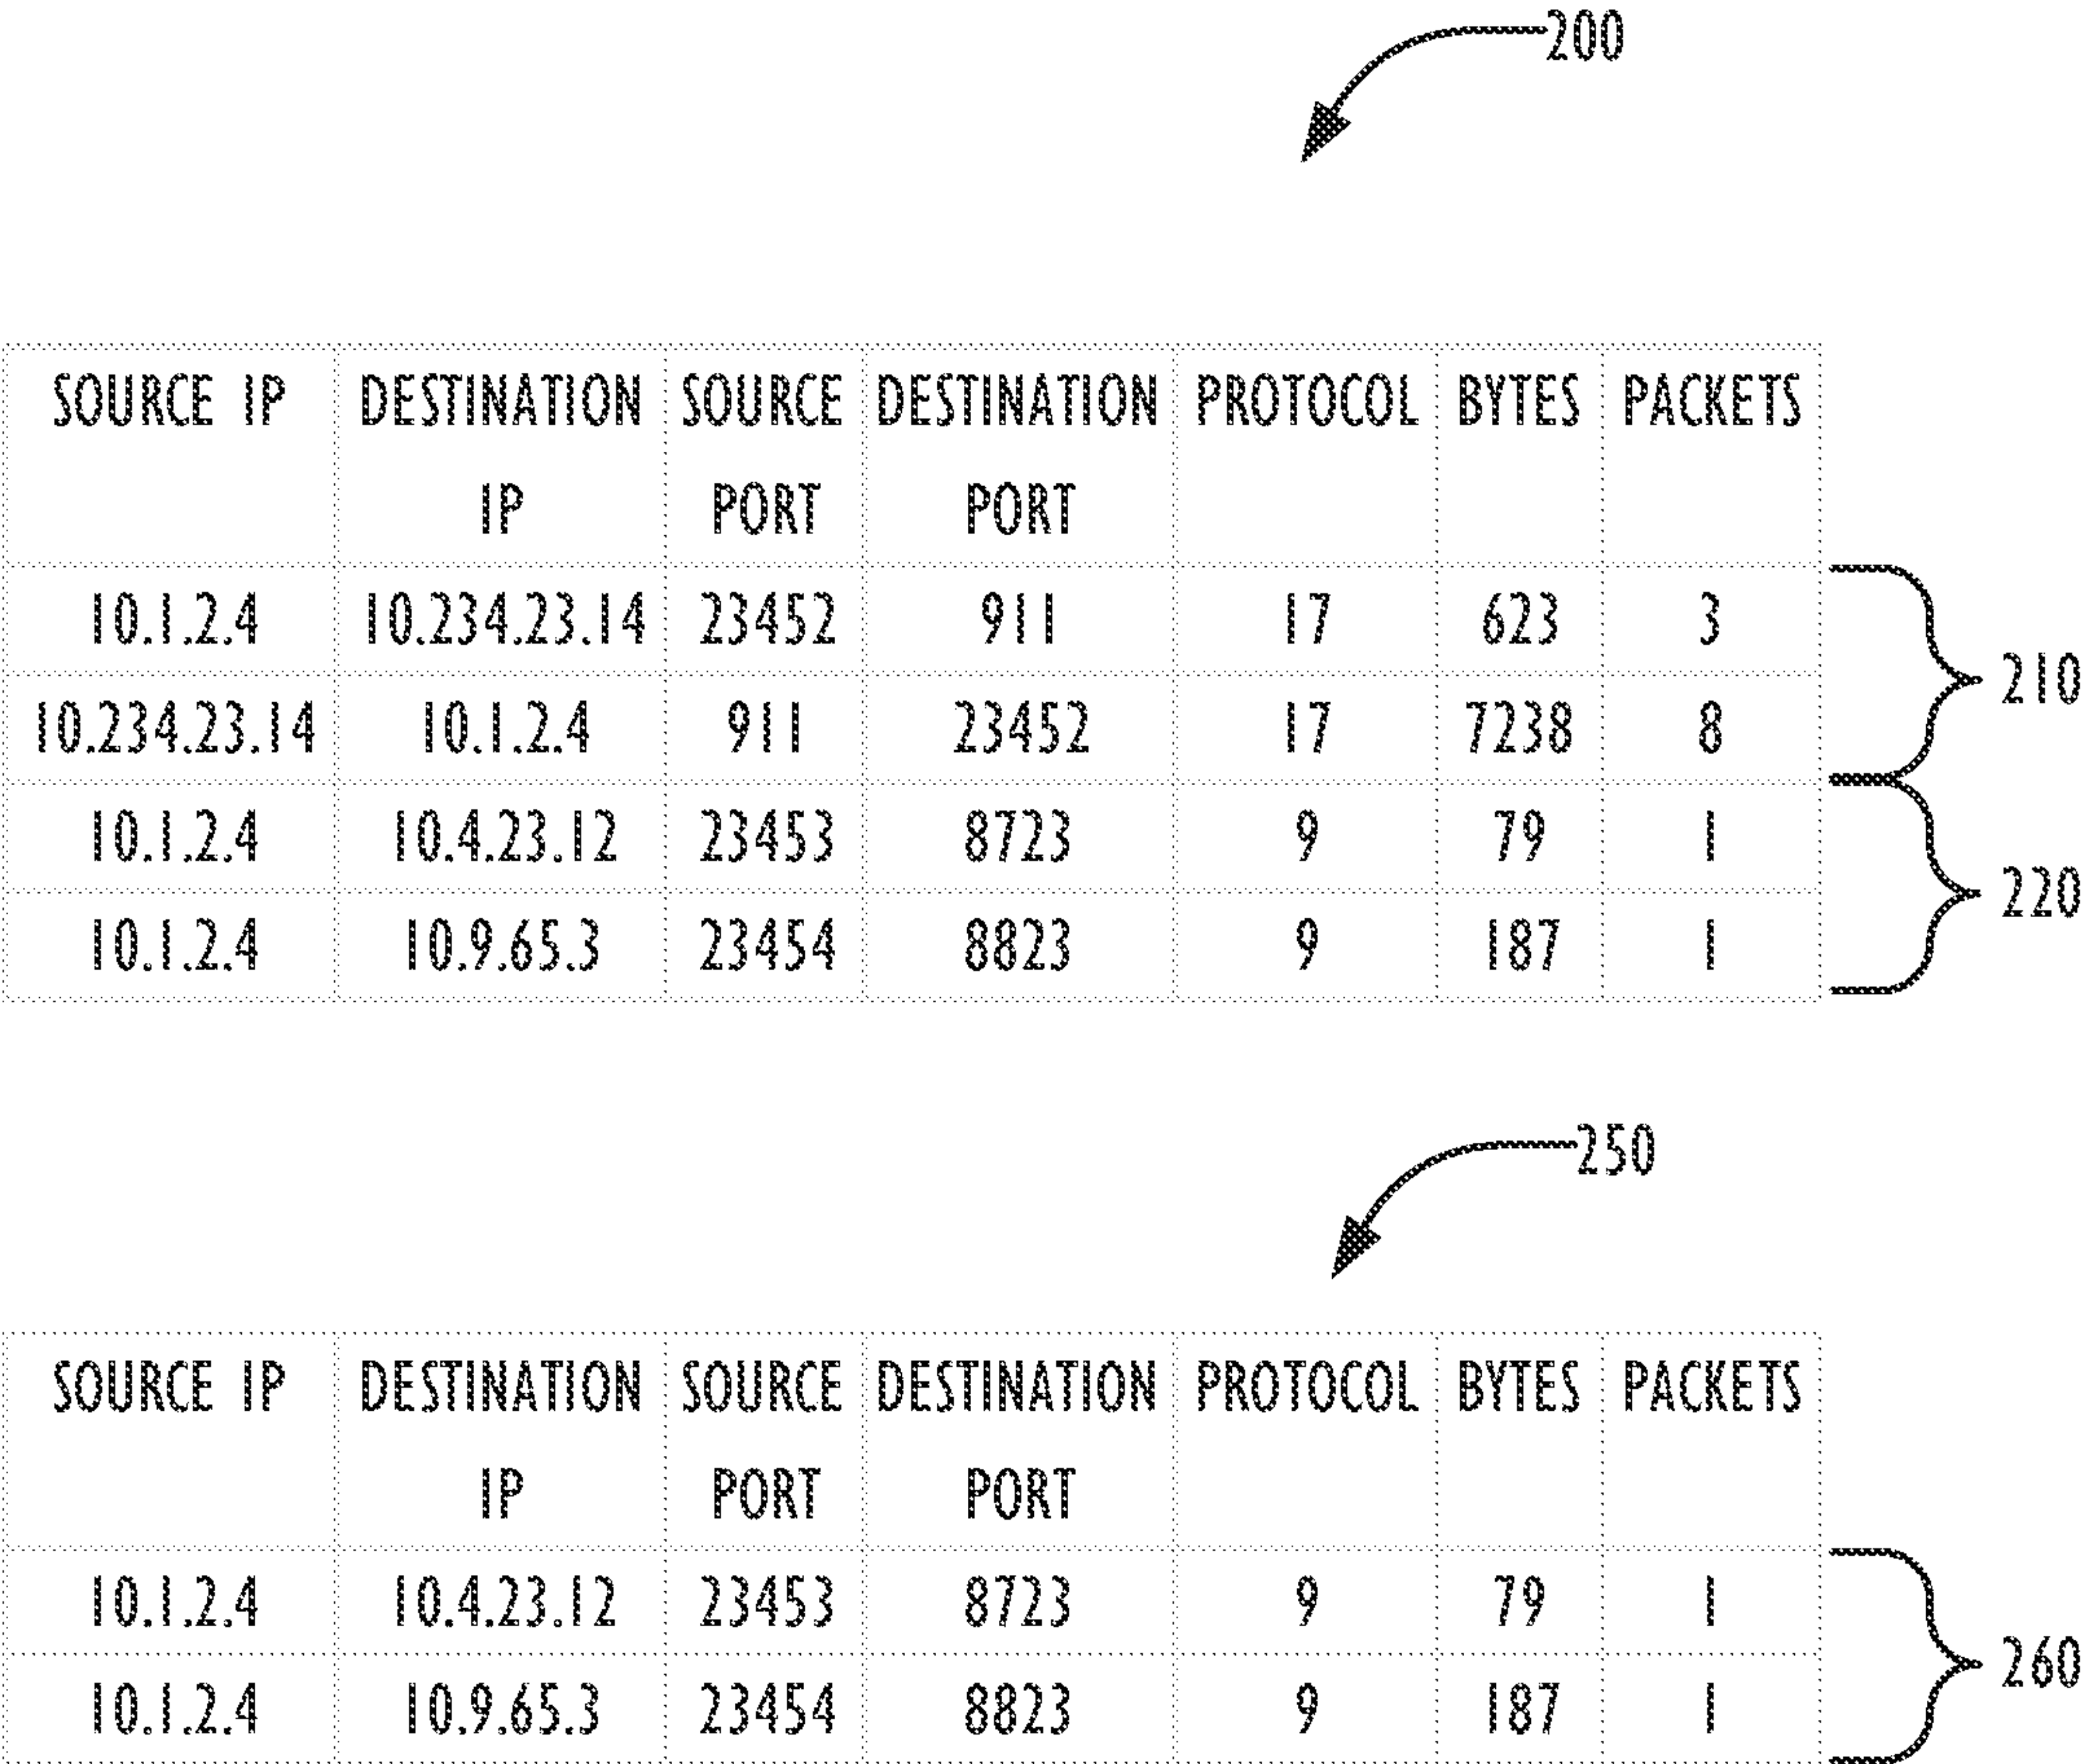 200
SOURCE IP DESTINATION SOURCE DESTINATION PROTOCOL BYTES PACKETS
IP PORT PORT
10.1.2.4 10.234.23.14 23452 911 17 623 3
210
10.234.23.14 10.1.2.4 911 23452 17 7238 8
10.1.2.4 10.4.23.12 23453 8723 9 79 1
220
10.1.2.4 10.9.65.3 23454 8823 9 187 1
250
SOURCE IP DESTINATION SOURCE DESTINATION PROTOCOL BYTES PACKETS
IP PORT PORT
10.1.2.4 10.4.23.12 23453 8723 9 79 1
260
10.1.2.4 10.9.65.3 23454 8823 9 187 1